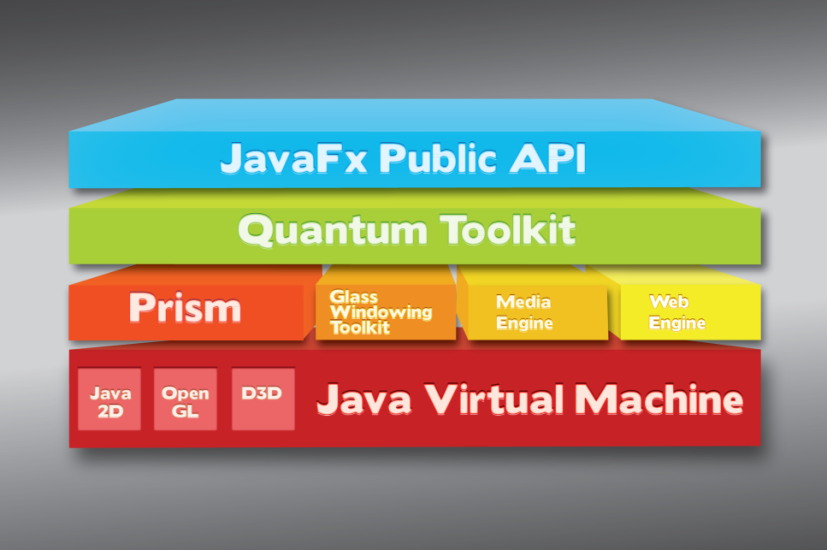 JavaFx Public API
Quantum Toolkit
Prism
Glass
Windowing
Toolkit
Media
Engine
Web
Engine
Java
2D
Open
GL
D3D
Java Virtual Machine